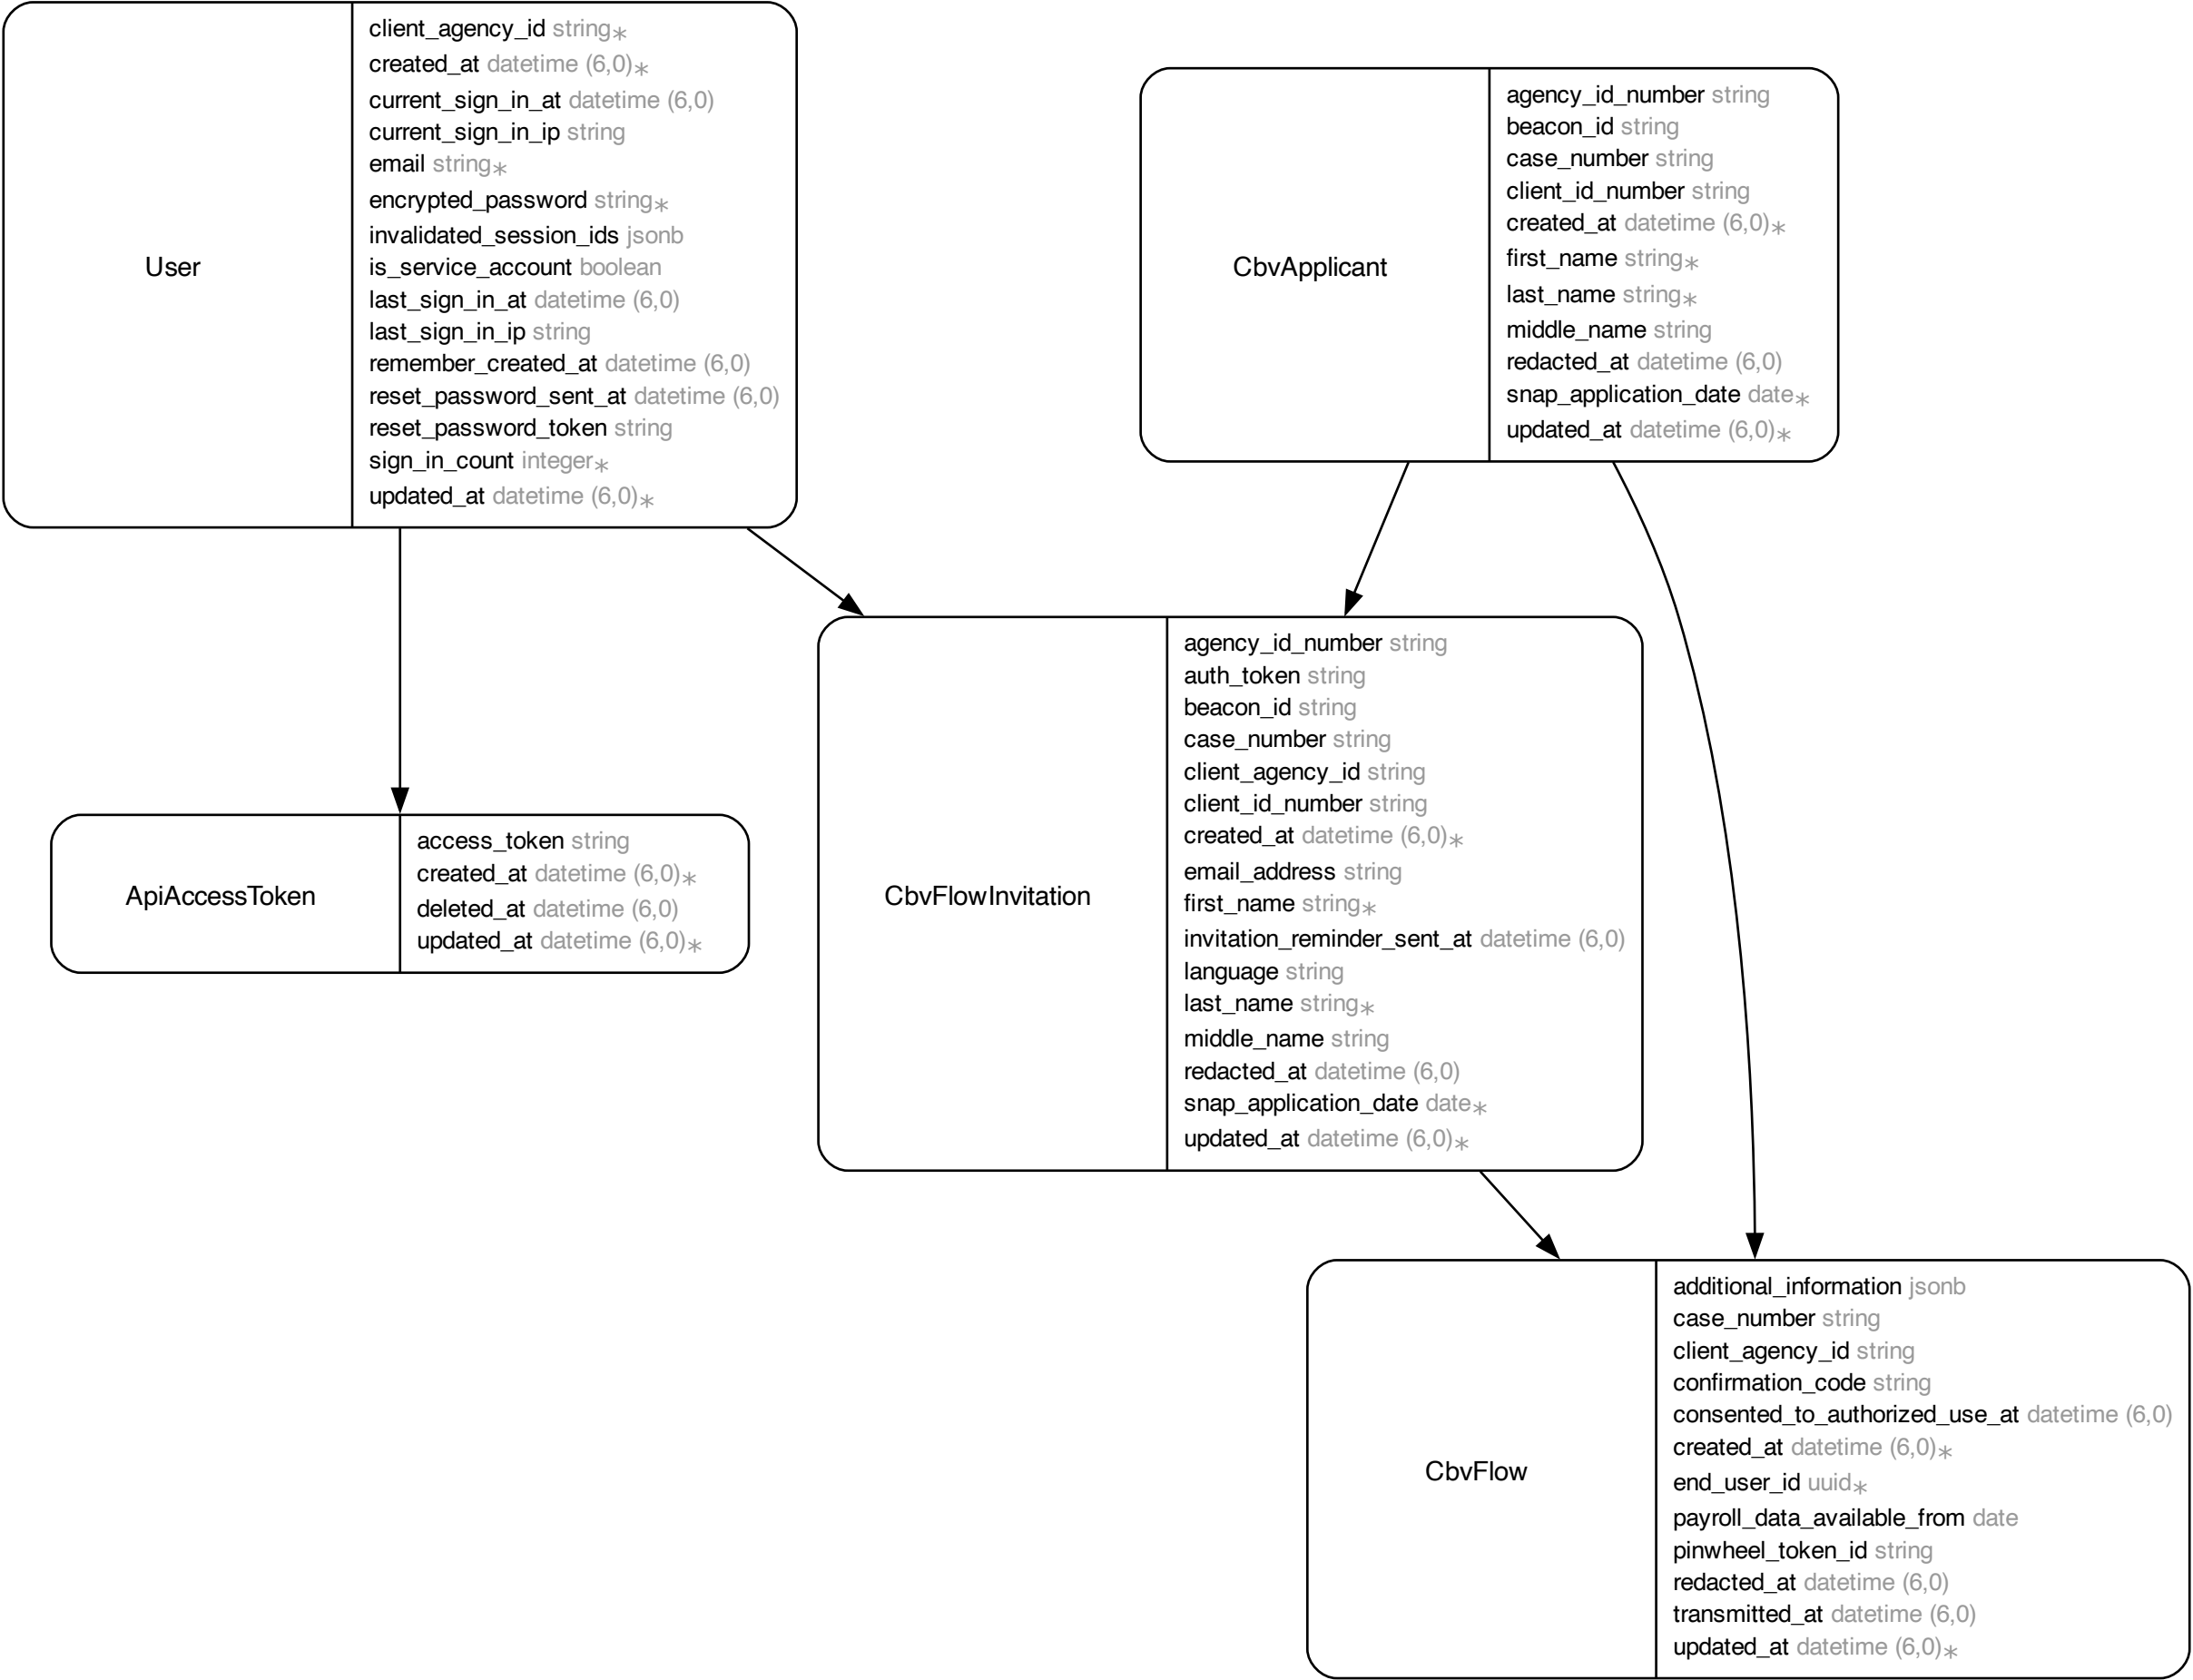 User
client_agency_id string∗
created_at datetime (6,0)∗
current_sign_in_at datetime (6,0)
current_sign_in_ip string
email string∗
encrypted_password string∗
invalidated_session_ids jsonb
is_service_account boolean
last_sign_in_at datetime (6,0)
last_sign_in_ip string
remember_created_at datetime (6,0)
reset_password_sent_at datetime (6,0)
reset_password_token string
sign_in_count integer∗
updated_at datetime (6,0)∗
CbvApplicant
agency_id_number string
beacon_id string
case_number string
client_id_number string
created_at datetime (6,0)∗
first_name string∗
last_name string∗
middle_name string
redacted_at datetime (6,0)
snap_application_date date∗
updated_at datetime (6,0)∗
ApiAccessToken
access_token string
created_at datetime (6,0)∗
deleted_at datetime (6,0)
updated_at datetime (6,0)∗
CbvFlowInvitation
agency_id_number string
auth_token string
beacon_id string
case_number string
client_agency_id string
client_id_number string
created_at datetime (6,0)∗
email_address string
first_name string∗
invitation_reminder_sent_at datetime (6,0)
language string
last_name string∗
middle_name string
redacted_at datetime (6,0)
snap_application_date date∗
updated_at datetime (6,0)∗
CbvFlow
additional_information jsonb
case_number string
client_agency_id string
confirmation_code string
consented_to_authorized_use_at datetime (6,0)
created_at datetime (6,0)∗
end_user_id uuid∗
payroll_data_available_from date
pinwheel_token_id string
redacted_at datetime (6,0)
transmitted_at datetime (6,0)
updated_at datetime (6,0)∗